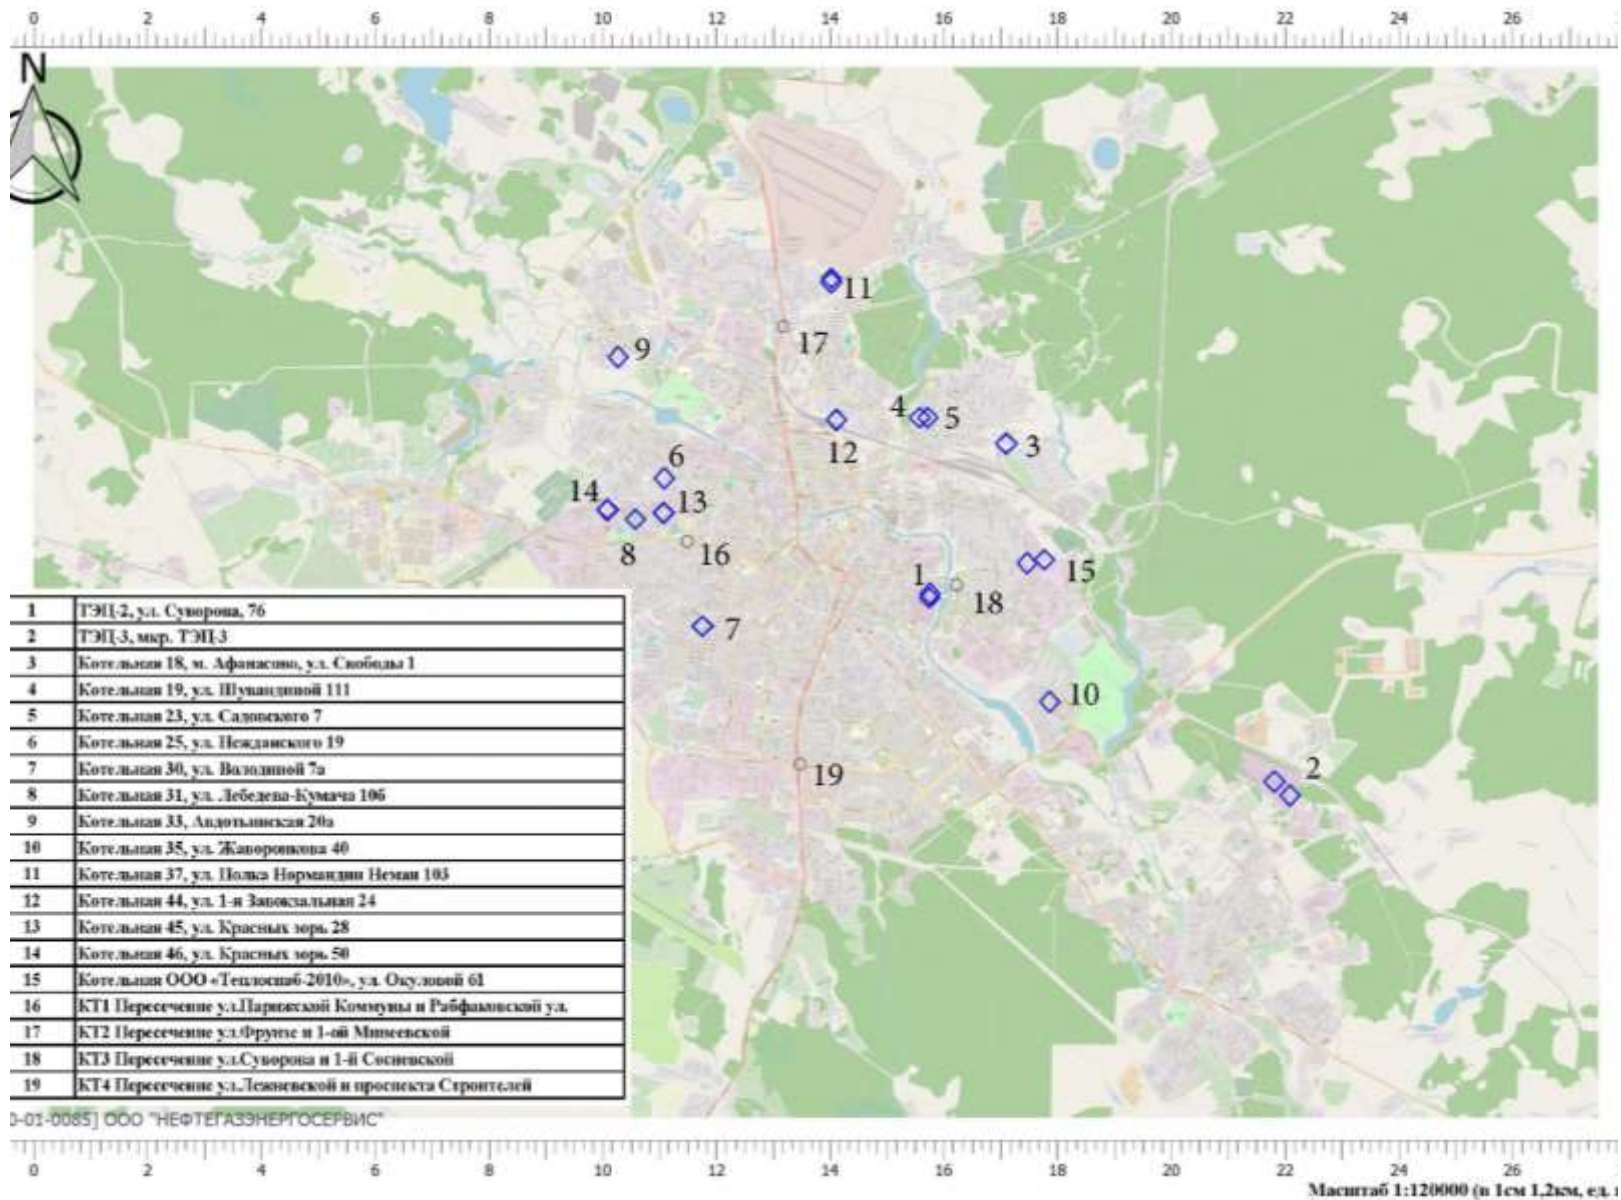 0 2 4 6 8 10 12 14 16 18 20 22 24 26
N
11
17
9
4
5
12
3
6
14
13
8
16
15
1
18
7
10
2
19
1 ТЭЦ-2, ул. Суворова, 76
2 ТЭЦ-3, мкр. ТЭЦ-3
3 Котельная 18, м. Афанасово, ул. Свободы 1
4 Котельная 19, ул. Шувандиной 111
5 Котельная 23, ул. Садовского 7
6 Котельная 25, ул. Неждановского 19
7 Котельная 30, ул. Володиной 7а
8 Котельная 31, ул. Лебедева-Кумача 10б
9 Котельная 33, Авдотьинская 20а
10 Котельная 35, ул. Жаворонкова 40
11 Котельная 37, ул. Полка Нормандии Неман 103
12 Котельная 44, ул. 1-я Завокзальная 24
13 Котельная 45, ул. Красных зорь 28
14 Котельная 46, ул. Красных зорь 50
15 Котельная ООО «Теплоснаб-2010», ул. Окуловой 61
16 КТ1 Пересечение ул.Парижской Коммуны и Рабфаковской ул.
17 КТ2 Пересечение ул.Фрунзе и 1-ой Минеевской
18 КТ3 Пересечение ул.Суворова и 1-й Сосневской
19 КТ4 Пересечение ул.Лежневской и проспекта Строителей
0-01-0085] ООО "НЕФТЕГАЗЭНЕРГОСЕРВИС"
0 2 4 6 8 10 12 14 16 18 20 22 24 26
Масштаб 1:120000 (в 1см 1.2км, ед.